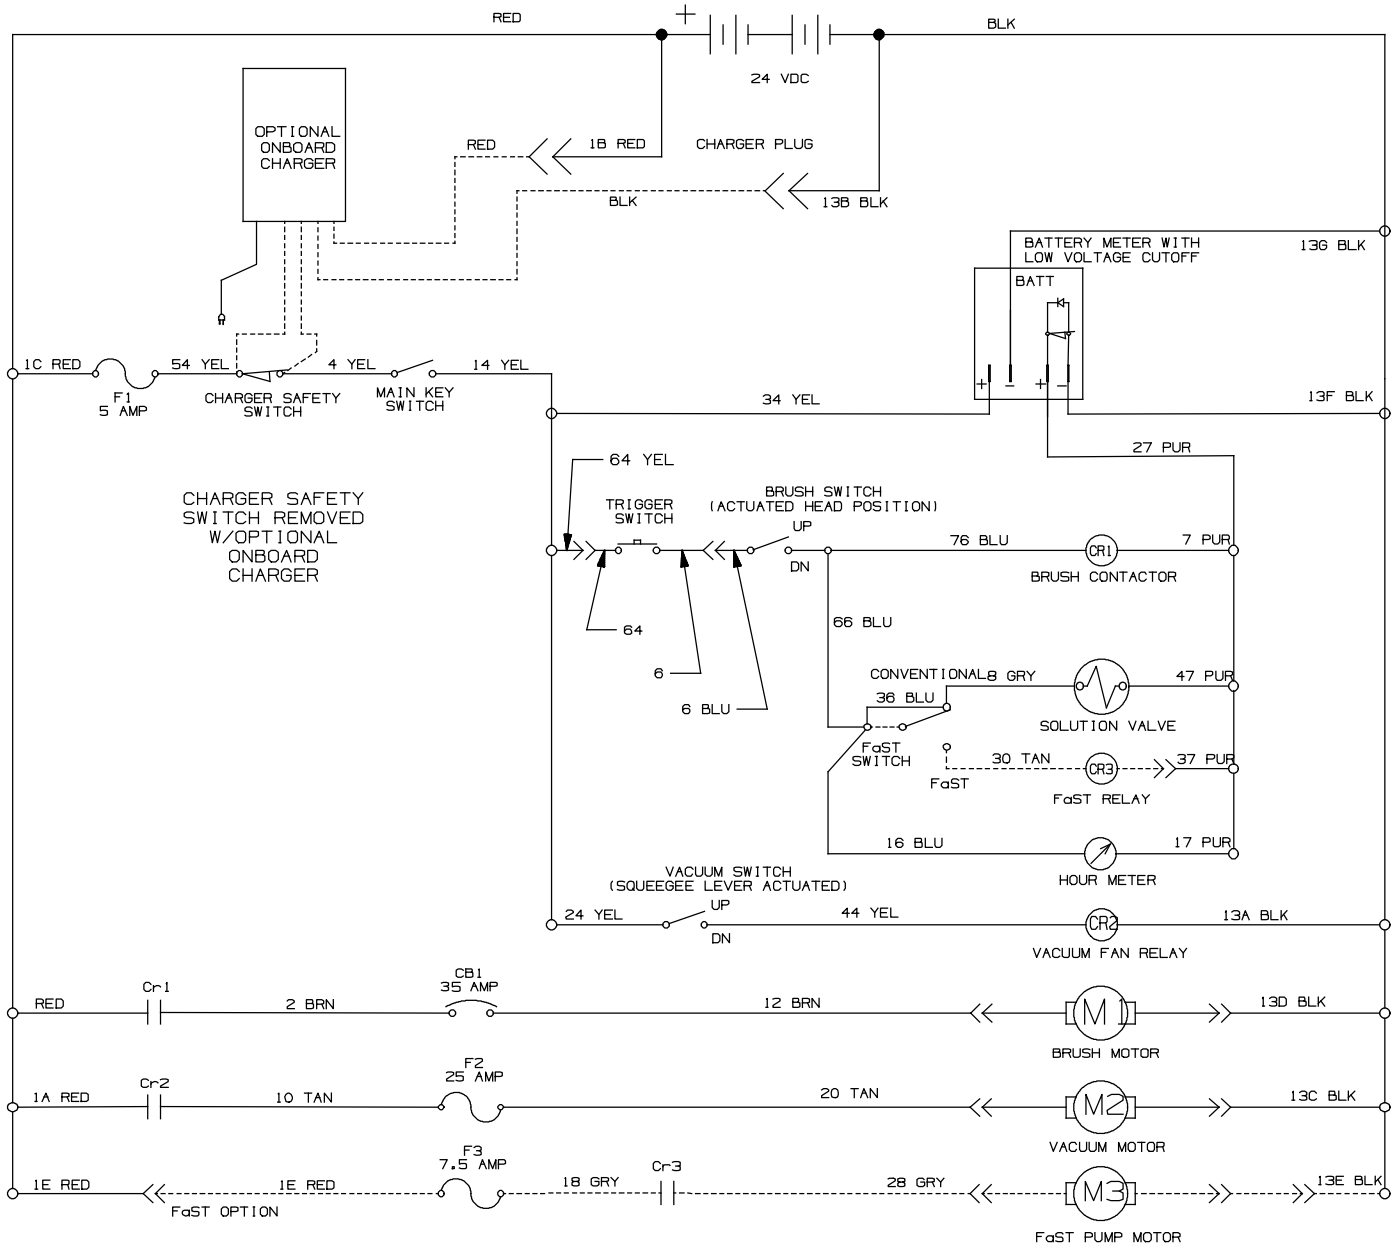 RED
+
BLK
24 VDC
OPTIONAL
ONBOARD
CHARGER
RED
1B RED
CHARGER PLUG
BLK
13B BLK
BATTERY METER WITH
LOW VOLTAGE CUTOFF
13G BLK
BATT
+ - + -
1C RED
F1
5 AMP
54 YEL
CHARGER SAFETY
SWITCH
4 YEL
MAIN KEY
SWITCH
14 YEL
34 YEL
13F BLK
27 PUR
64 YEL
CHARGER SAFETY
SWITCH REMOVED
W/OPTIONAL
ONBOARD
CHARGER
TRIGGER
SWITCH
BRUSH SWITCH
(ACTUATED HEAD POSITION)
UP
DN
76 BLU
CR1
7 PUR
BRUSH CONTACTOR
64
6
6 BLU
66 BLU
CONVENTIONAL
8 GRY
47 PUR
36 BLU
SOLUTION VALVE
FaST
SWITCH
30 TAN
CR3
37 PUR
FaST
FaST RELAY
16 BLU
17 PUR
HOUR METER
VACUUM SWITCH
(SQUEEGEE LEVER ACTUATED)
UP
24 YEL
DN
44 YEL
CR2
13A BLK
VACUUM FAN RELAY
RED
Cr1
2 BRN
CB1
35 AMP
12 BRN
M1
13D BLK
BRUSH MOTOR
1A RED
Cr2
10 TAN
F2
25 AMP
20 TAN
M2
13C BLK
VACUUM MOTOR
1E RED
1E RED
FaST OPTION
F3
7.5 AMP
18 GRY
Cr3
28 GRY
M3
13E BLK
FaST PUMP MOTOR